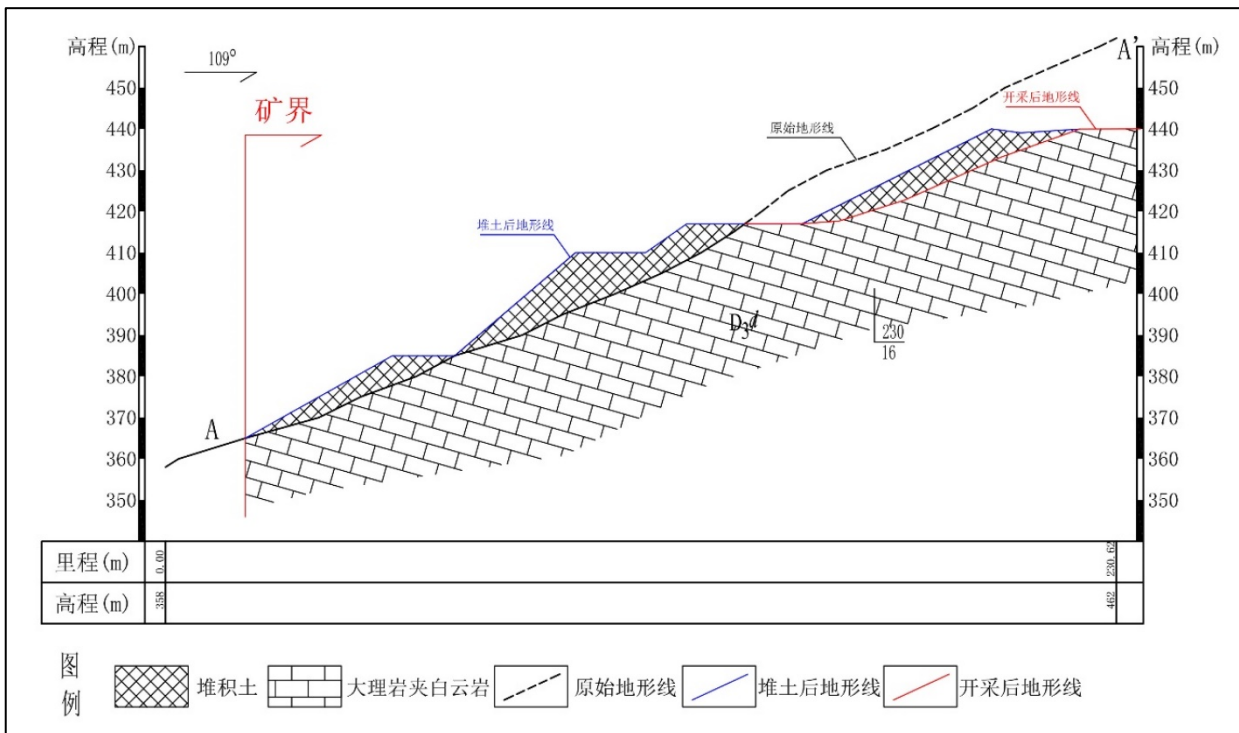 高程(m)
109°
矿界
A'
高程(m)
450
440
430
420
410
400
390
380
370
360
350
450
440
430
420
410
400
390
380
370
360
350
开采后地形线
原始地形线
堆土后地形线
A
D₃d
230
16
里程(m) 0.00 230.62
高程(m) 358 462
图例
堆积土 大理岩夹白云岩 原始地形线 堆土后地形线 开采后地形线